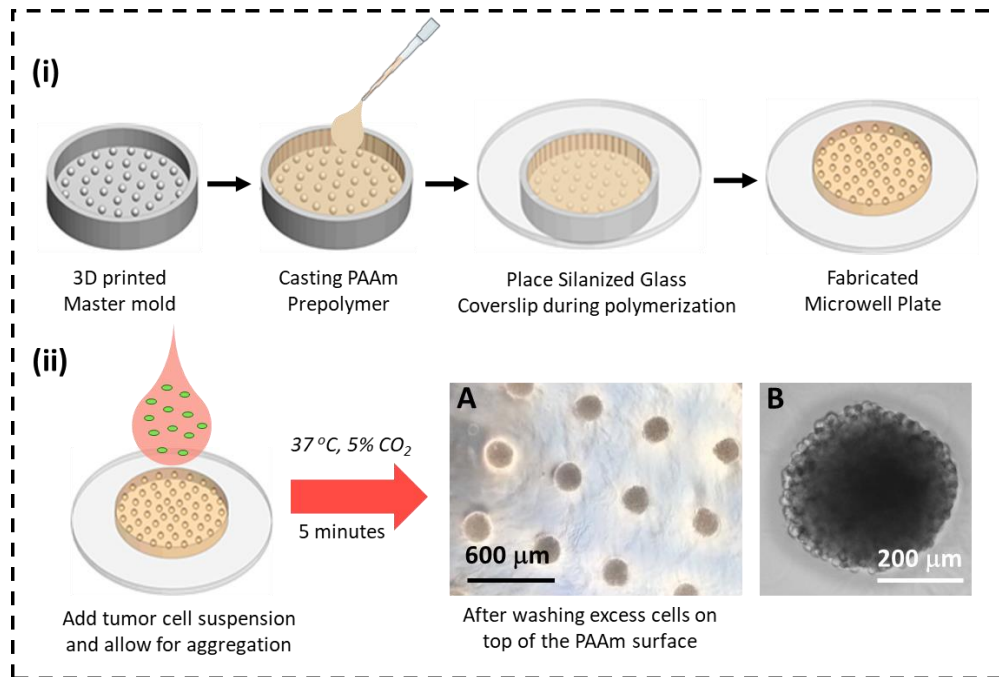 (i)
3D printed
Master mold
Casting PAAm
Prepolymer
Place Silanized Glass
Coverslip during polymerization
Fabricated
Microwell Plate
(ii)
37 °C, 5% CO₂
5 minutes
Add tumor cell suspension
and allow for aggregation
A
600 µm
B
200 µm
After washing excess cells on
top of the PAAm surface